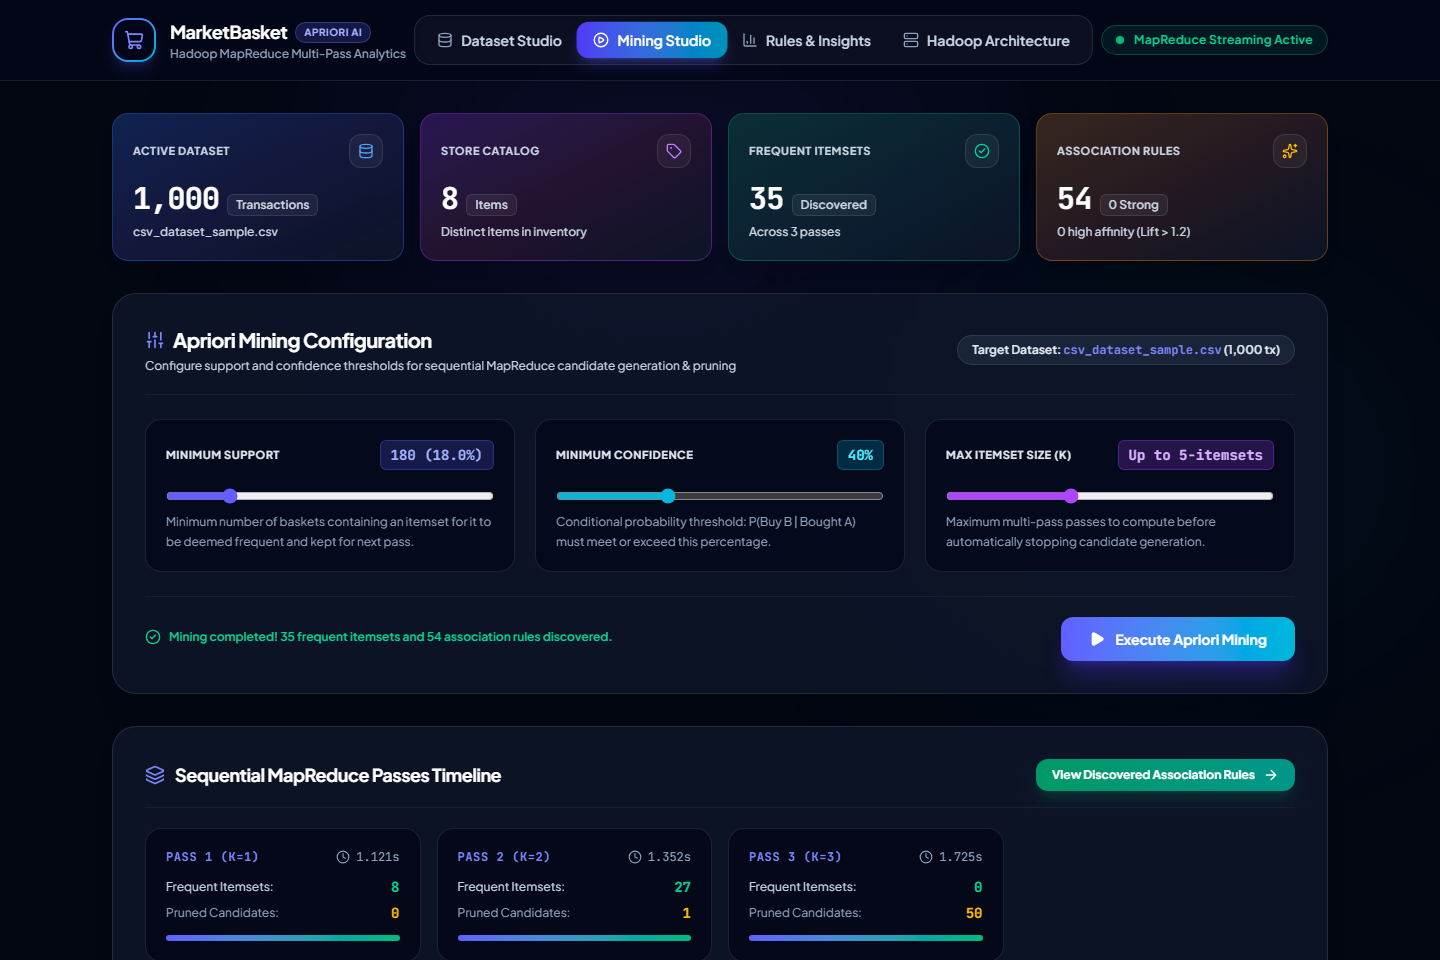 MarketBasket APRIORI AI
Hadoop MapReduce Multi-Pass Analytics
Dataset Studio
Mining Studio
Rules & Insights
Hadoop Architecture
MapReduce Streaming Active
ACTIVE DATASET
1,000 Transactions
csv_dataset_sample.csv
STORE CATALOG
8 Items
Distinct items in inventory
FREQUENT ITEMSETS
35 Discovered
Across 3 passes
ASSOCIATION RULES
54 0 Strong
0 high affinity (Lift > 1.2)
Apriori Mining Configuration
Configure support and confidence thresholds for sequential MapReduce candidate generation & pruning
Target Dataset: csv_dataset_sample.csv (1,000 tx)
MINIMUM SUPPORT 180 (18.0%)
Minimum number of baskets containing an itemset for it to
be deemed frequent and kept for next pass.
MINIMUM CONFIDENCE 40%
Conditional probability threshold: P(Buy B | Bought A)
must meet or exceed this percentage.
MAX ITEMSET SIZE (K) Up to 5-itemsets
Maximum multi-pass passes to compute before
automatically stopping candidate generation.
Mining completed! 35 frequent itemsets and 54 association rules discovered.
Execute Apriori Mining
Sequential MapReduce Passes Timeline
View Discovered Association Rules
PASS 1 (K=1) 1.121s
Frequent Itemsets: 8
Pruned Candidates: 0
PASS 2 (K=2) 1.352s
Frequent Itemsets: 27
Pruned Candidates: 1
PASS 3 (K=3) 1.725s
Frequent Itemsets: 0
Pruned Candidates: 50